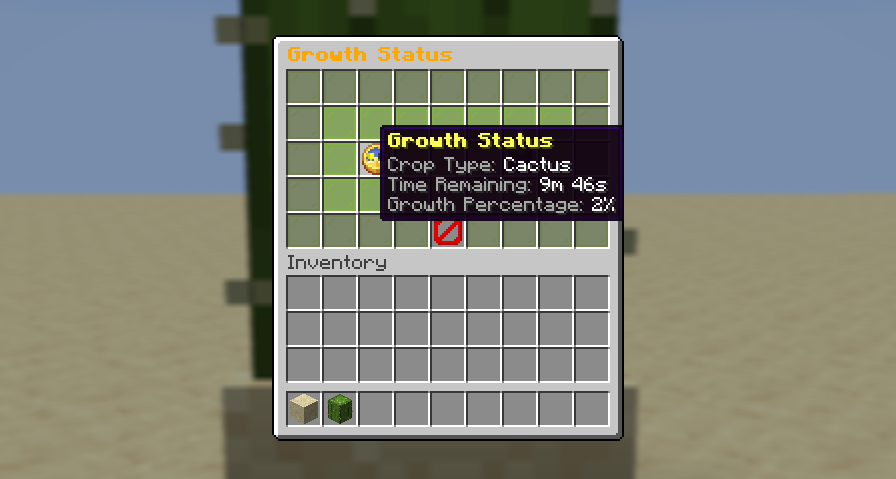 Growth Status
Growth Status
Crop Type: Cactus
Time Remaining: 9m 46s
Growth Percentage: 2%
Inventory